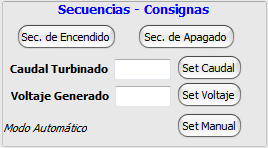 Secuencias - Consignas
Sec. de Encendido Sec. de Apagado
Caudal Turbinado Set Caudal
Voltaje Generado Set Voltaje
Modo Automático Set Manual